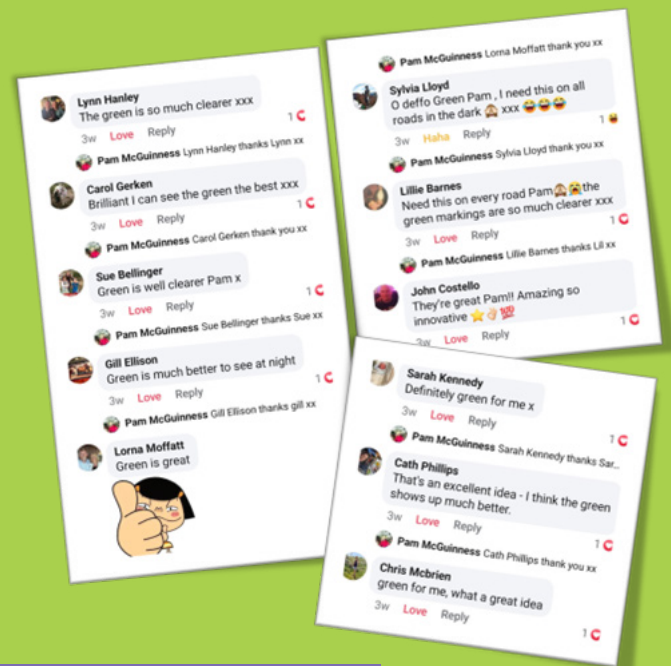 Lynn Hanley
The green is so much clearer xxx
3w Love Reply 1
Pam McGuinness Lynn Hanley thanks Lynn xx
Carol Gerken
Brilliant I can see the green the best xxx
3w Love Reply 1
Pam McGuinness Carol Gerken thank you xx
Sue Bellinger
Green is well clearer Pam x
3w Love Reply 1
Pam McGuinness Sue Bellinger thanks Sue xx
Gill Ellison
Green is much better to see at night
3w Love Reply 1
Pam McGuinness Gill Ellison thanks gill xx
Lorna Moffatt
Green is great
Pam McGuinness Lorna Moffatt thank you xx
Sylvia Lloyd
O deffo Green Pam , I need this on all
roads in the dark 🙈 xxx 😂😂😂
3w Haha Reply 1
Pam McGuinness Sylvia Lloyd thank you xx
Lillie Barnes
Need this on every road Pam🙈😭the
green markings are so much clearer xxx
3w Love Reply 1
Pam McGuinness Lillie Barnes thanks Lil xx
John Costello
They're great Pam!! Amazing so
innovative ⭐👌💯
3w Love Reply 1
Sarah Kennedy
Definitely green for me x
3w Love Reply 1
Pam McGuinness Sarah Kennedy thanks Sar...
Cath Phillips
That's an excellent idea - I think the green
shows up much better.
3w Love Reply 1
Pam McGuinness Cath Phillips thank you xx
Chris Mcbrien
green for me, what a great idea
3w Love Reply 1